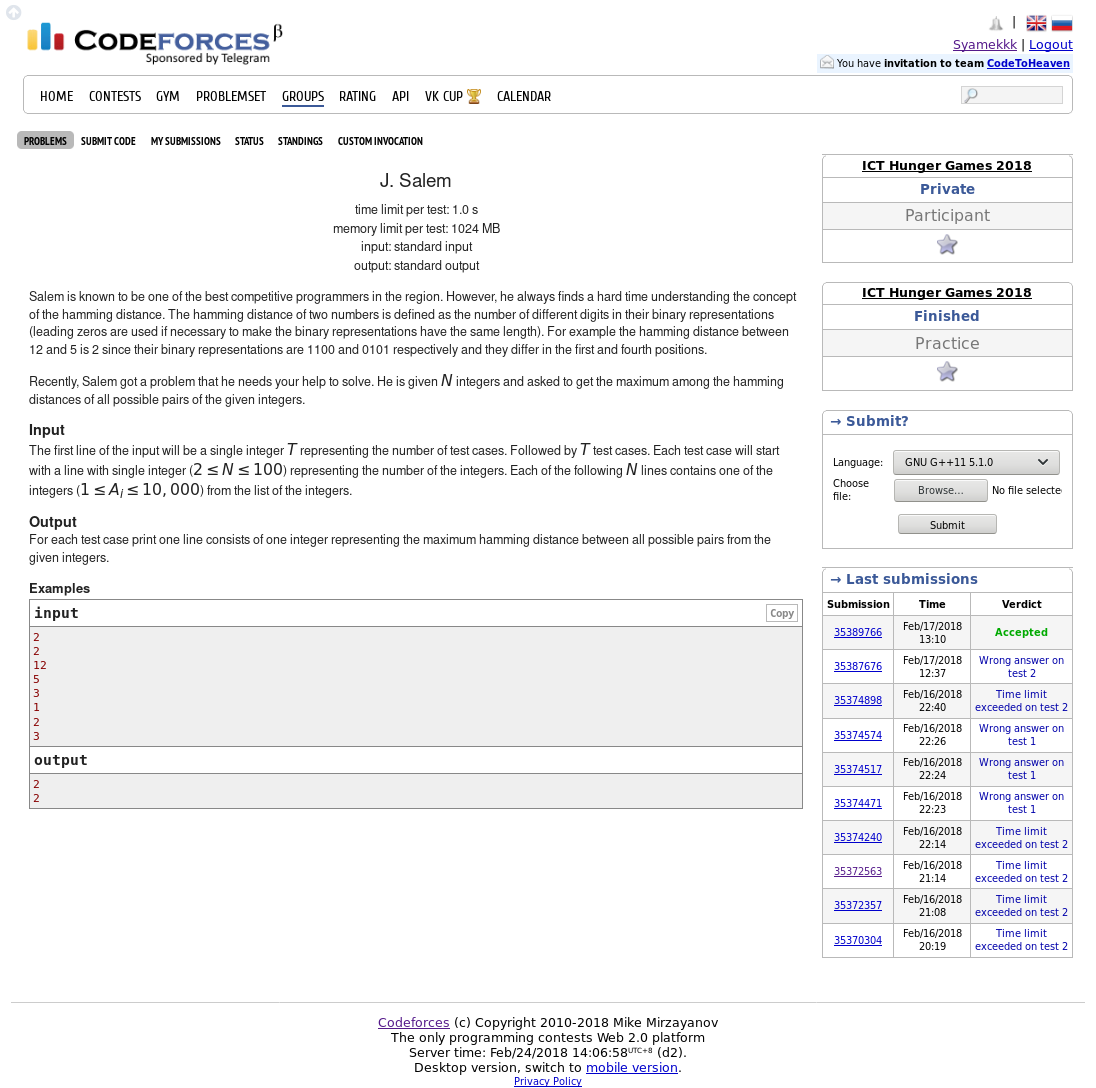 CODEFORCES β
Sponsored by Telegram
|
Syamekkk | Logout
You have invitation to team CodeToHeaven
HOME CONTESTS GYM PROBLEMSET GROUPS RATING API VK CUP CALENDAR
PROBLEMS SUBMIT CODE MY SUBMISSIONS STATUS STANDINGS CUSTOM INVOCATION
J. Salem
time limit per test: 1.0 s
memory limit per test: 1024 MB
input: standard input
output: standard output
Salem is known to be one of the best competitive programmers in the region. However, he always finds a hard time understanding the concept
of the hamming distance. The hamming distance of two numbers is defined as the number of different digits in their binary representations
(leading zeros are used if necessary to make the binary representations have the same length). For example the hamming distance between
12 and 5 is 2 since their binary representations are 1100 and 0101 respectively and they differ in the first and fourth positions.
Recently, Salem got a problem that he needs your help to solve. He is given N integers and asked to get the maximum among the hamming
distances of all possible pairs of the given integers.
Input
The first line of the input will be a single integer T representing the number of test cases. Followed by T test cases. Each test case will start
with a line with single integer (2 ≤ N ≤ 100) representing the number of the integers. Each of the following N lines contains one of the
integers (1 ≤ Ai ≤ 10, 000) from the list of the integers.
Output
For each test case print one line consists of one integer representing the maximum hamming distance between all possible pairs from the
given integers.
Examples
input Copy
2
2
12
5
3
1
2
3
output
2
2
ICT Hunger Games 2018
Private
Participant
ICT Hunger Games 2018
Finished
Practice
→ Submit?
Language: GNU G++11 5.1.0
Choose
file: Browse... No file selecte
Submit
→ Last submissions
Submission Time Verdict
35389766 Feb/17/2018 13:10 Accepted
35387676 Feb/17/2018 12:37 Wrong answer on test 2
35374898 Feb/16/2018 22:40 Time limit exceeded on test 2
35374574 Feb/16/2018 22:26 Wrong answer on test 1
35374517 Feb/16/2018 22:24 Wrong answer on test 1
35374471 Feb/16/2018 22:23 Wrong answer on test 1
35374240 Feb/16/2018 22:14 Time limit exceeded on test 2
35372563 Feb/16/2018 21:14 Time limit exceeded on test 2
35372357 Feb/16/2018 21:08 Time limit exceeded on test 2
35370304 Feb/16/2018 20:19 Time limit exceeded on test 2
Codeforces (c) Copyright 2010-2018 Mike Mirzayanov
The only programming contests Web 2.0 platform
Server time: Feb/24/2018 14:06:58UTC+8 (d2).
Desktop version, switch to mobile version.
Privacy Policy